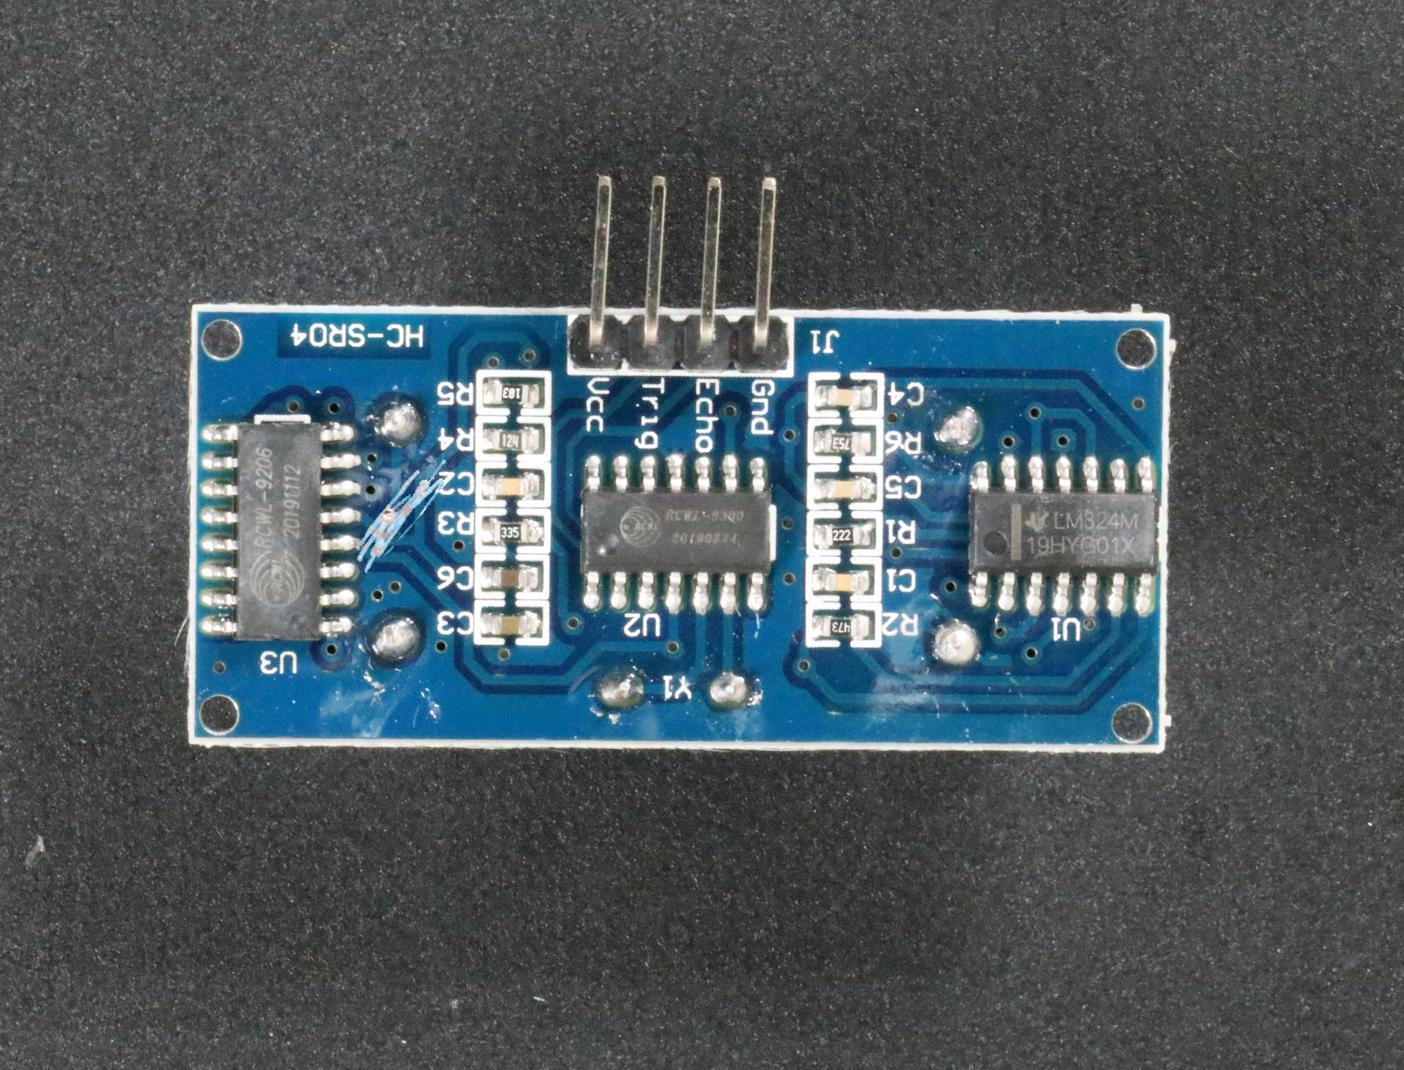 HC-SR04
J1
Vcc
Trig
Echo
Gnd
R5
183
R4
124
C2
R3
335
C6
C3
C4
R6
753
C5
R1
222
C1
R2
473
RCWL-9206
20191112
U3
RCWL-9300
20190834
U2
LM324M
19HYG01X
U1
Y1